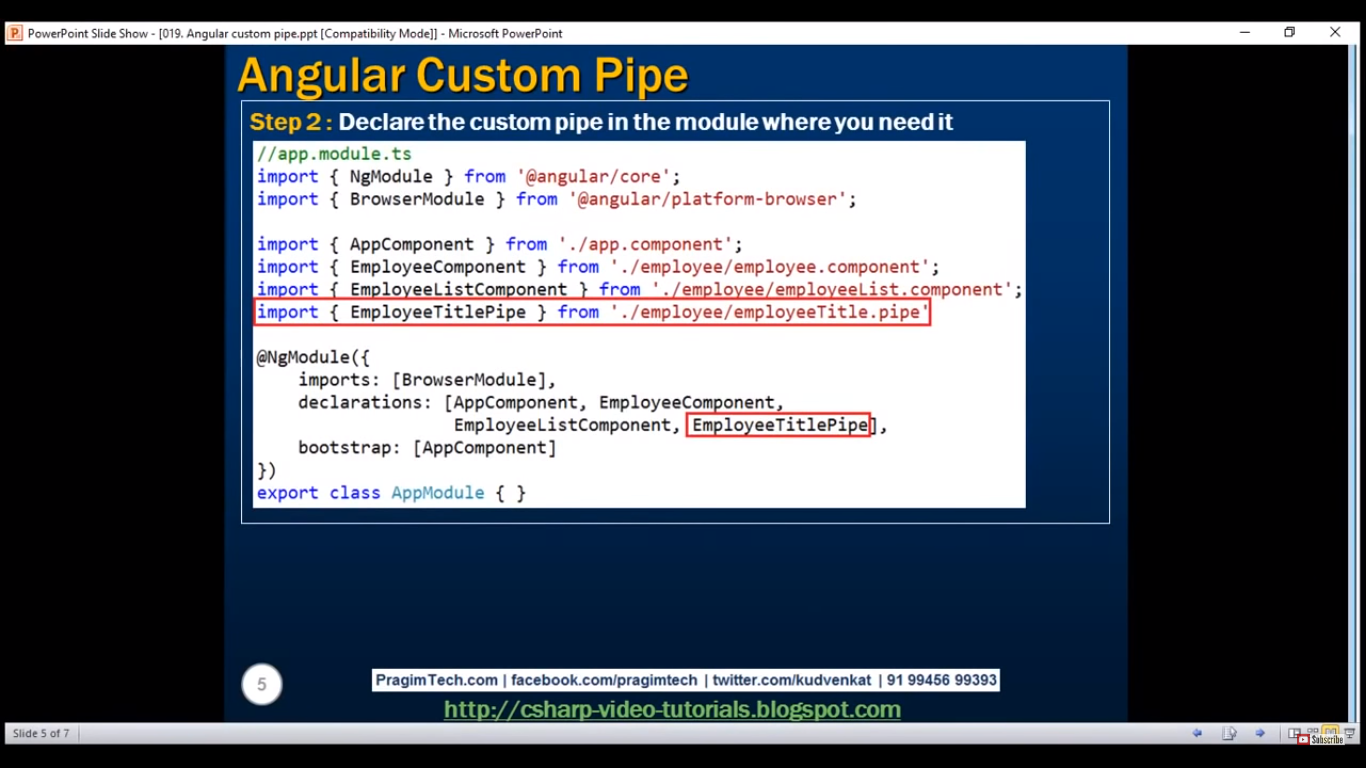 PowerPoint Slide Show - [019. Angular custom pipe.ppt [Compatibility Mode]] - Microsoft PowerPoint
Angular Custom Pipe
Step 2 : Declare the custom pipe in the module where you need it
//app.module.ts
import { NgModule } from '@angular/core';
import { BrowserModule } from '@angular/platform-browser';
import { AppComponent } from './app.component';
import { EmployeeComponent } from './employee/employee.component';
import { EmployeeListComponent } from './employee/employeeList.component';
import { EmployeeTitlePipe } from './employee/employeeTitle.pipe'
@NgModule({
imports: [BrowserModule],
declarations: [AppComponent, EmployeeComponent,
EmployeeListComponent, EmployeeTitlePipe],
bootstrap: [AppComponent]
})
export class AppModule { }
5
PragimTech.com | facebook.com/pragimtech | twitter.com/kudvenkat | 91 99456 99393
http://csharp-video-tutorials.blogspot.com
Slide 5 of 7
Subscribe